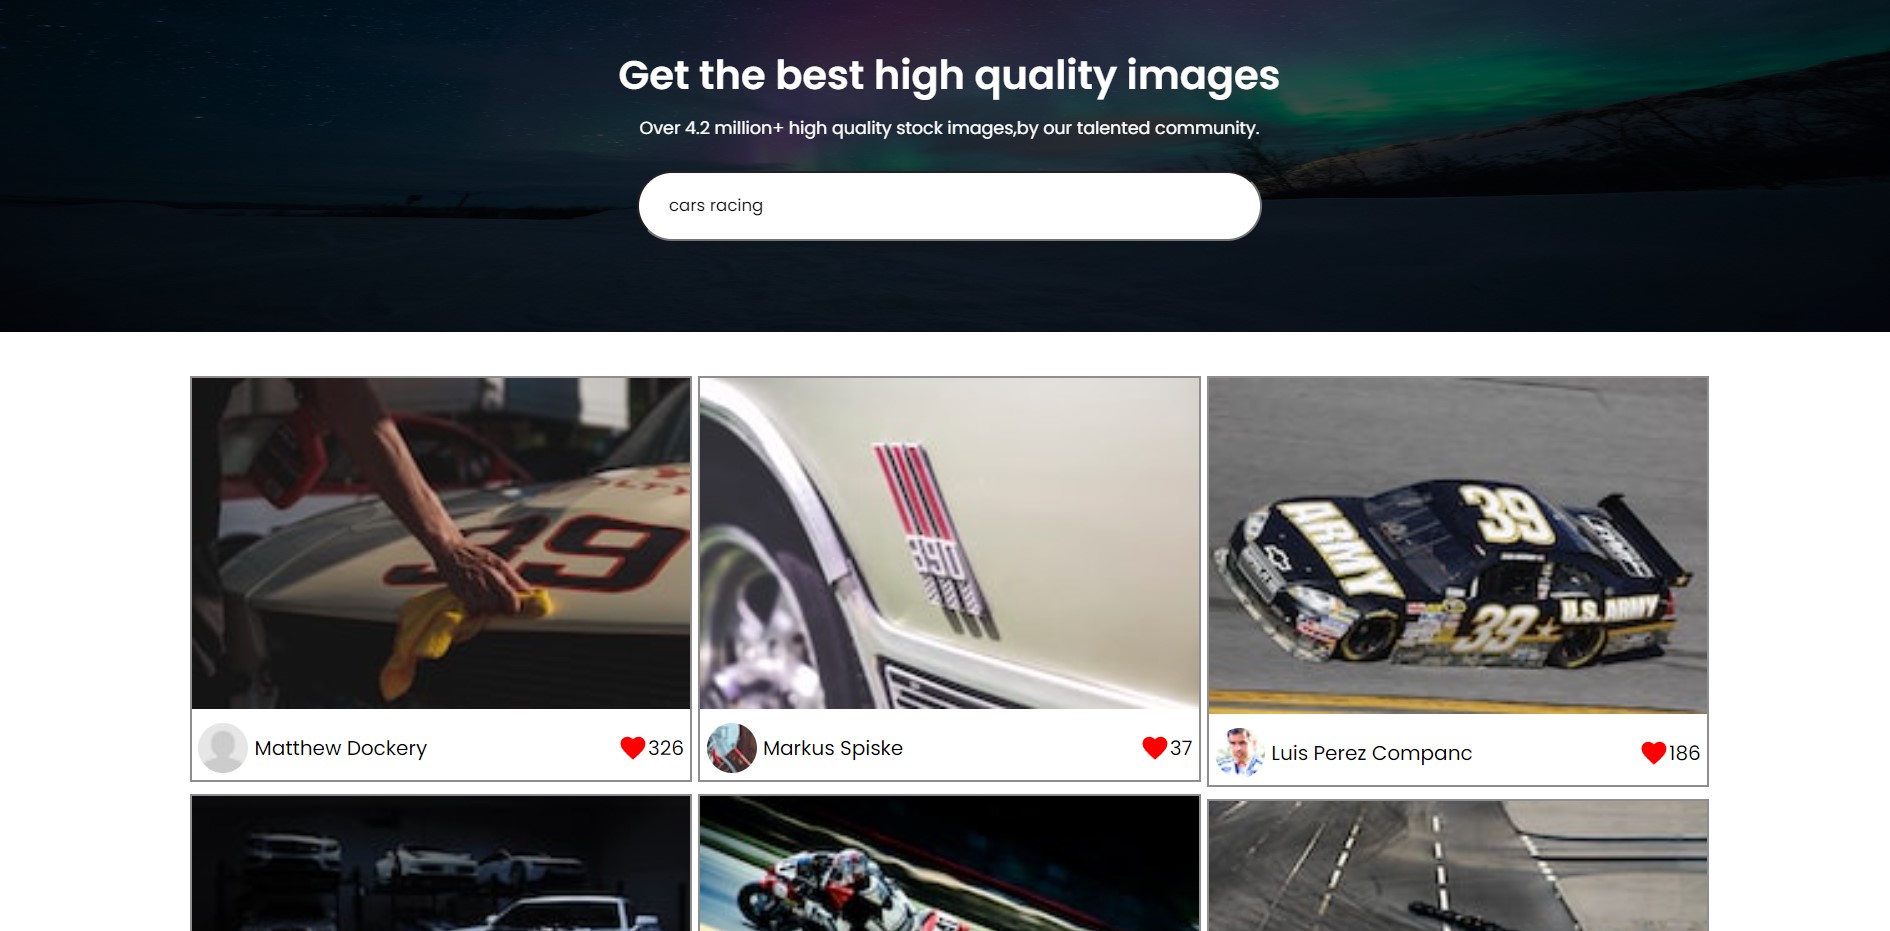 Get the best high quality images
Over 4.2 million+ high quality stock images,by our talented community.
cars racing
39
390
ARMY
39
39
U.S. ARMY
Matthew Dockery
326
Markus Spiske
37
Luis Perez Companc
186